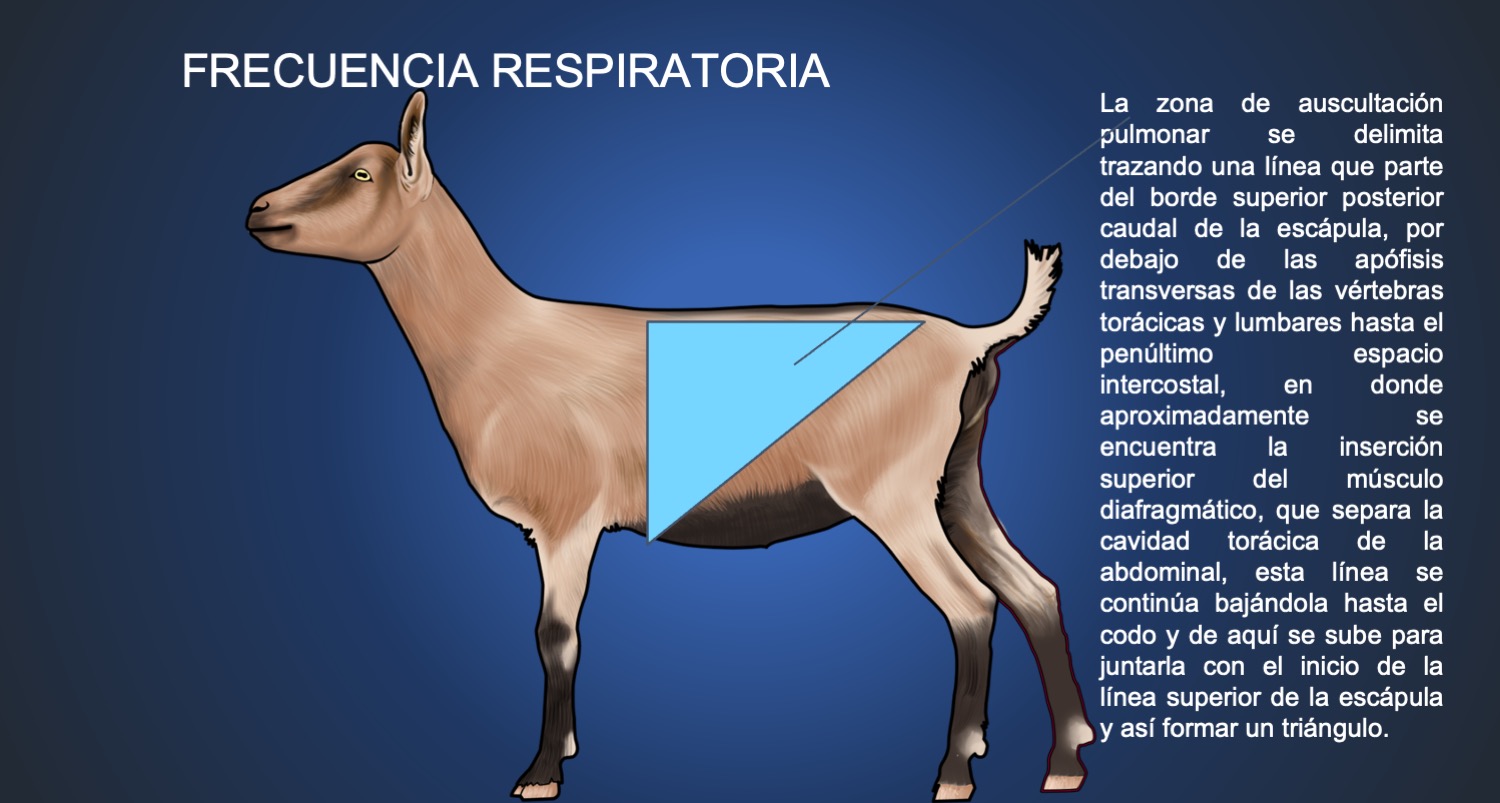 FRECUENCIA RESPIRATORIA
La zona de auscultación
pulmonar se delimita
trazando una línea que parte
del borde superior posterior
caudal de la escápula, por
debajo de las apófisis
transversas de las vértebras
torácicas y lumbares hasta el
penúltimo espacio
intercostal, en donde
aproximadamente se
encuentra la inserción
superior del músculo
diafragmático, que separa la
cavidad torácica de la
abdominal, esta línea se
continúa bajándola hasta el
codo y de aquí se sube para
juntarla con el inicio de la
línea superior de la escápula
y así formar un triángulo.